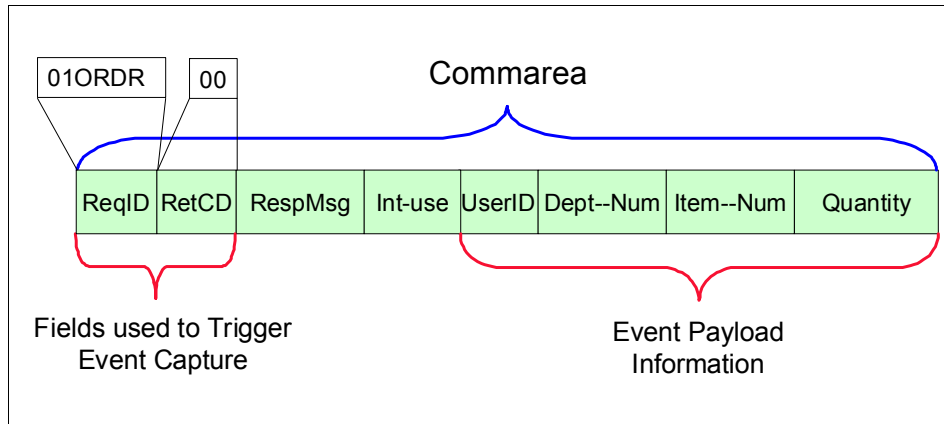 01ORDR
00
Commarea
ReqID
RetCD
RespMsg
Int-use
UserID
Dept--Num
Item--Num
Quantity
Fields used to Trigger
Event Capture
Event Payload
Information